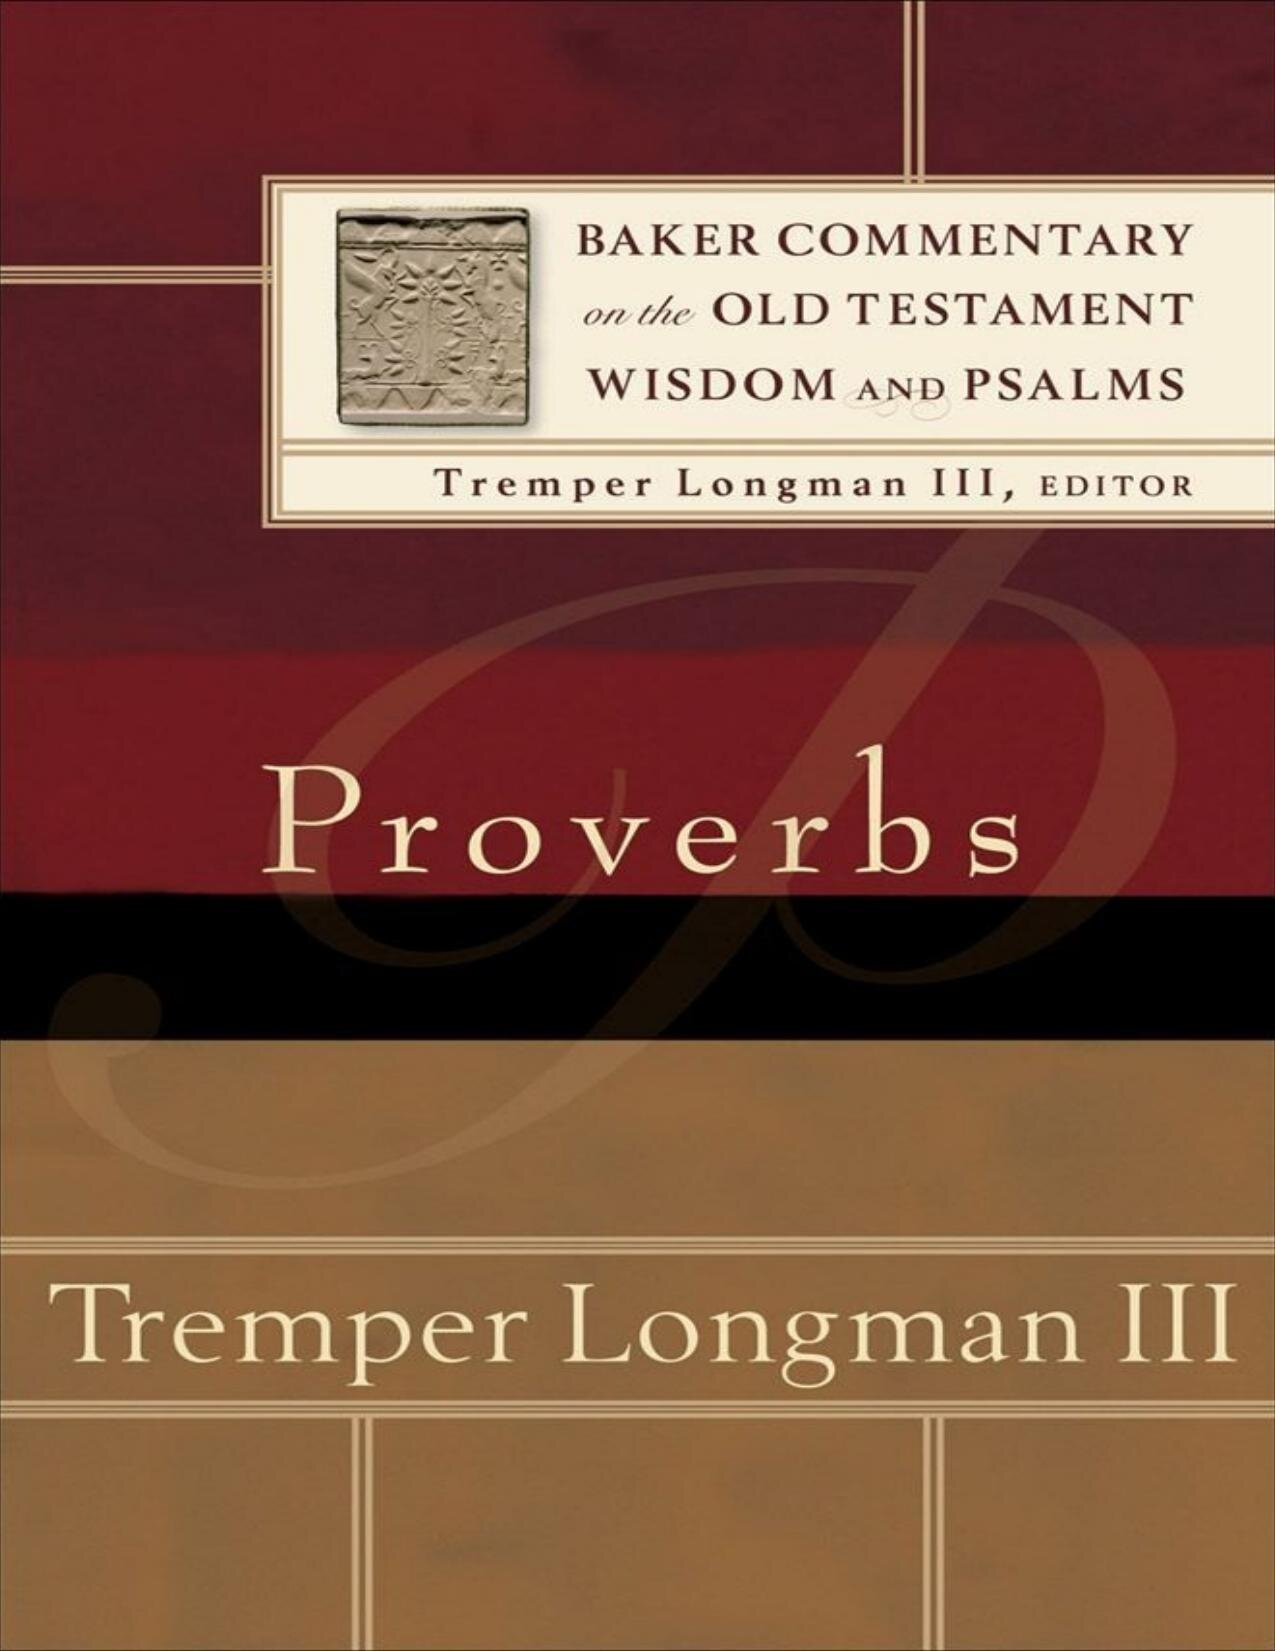 BAKER COMMENTARY
on the OLD TESTAMENT
WISDOM AND PSALMS
Tremper Longman III, EDITOR
Proverbs
Tremper Longman III